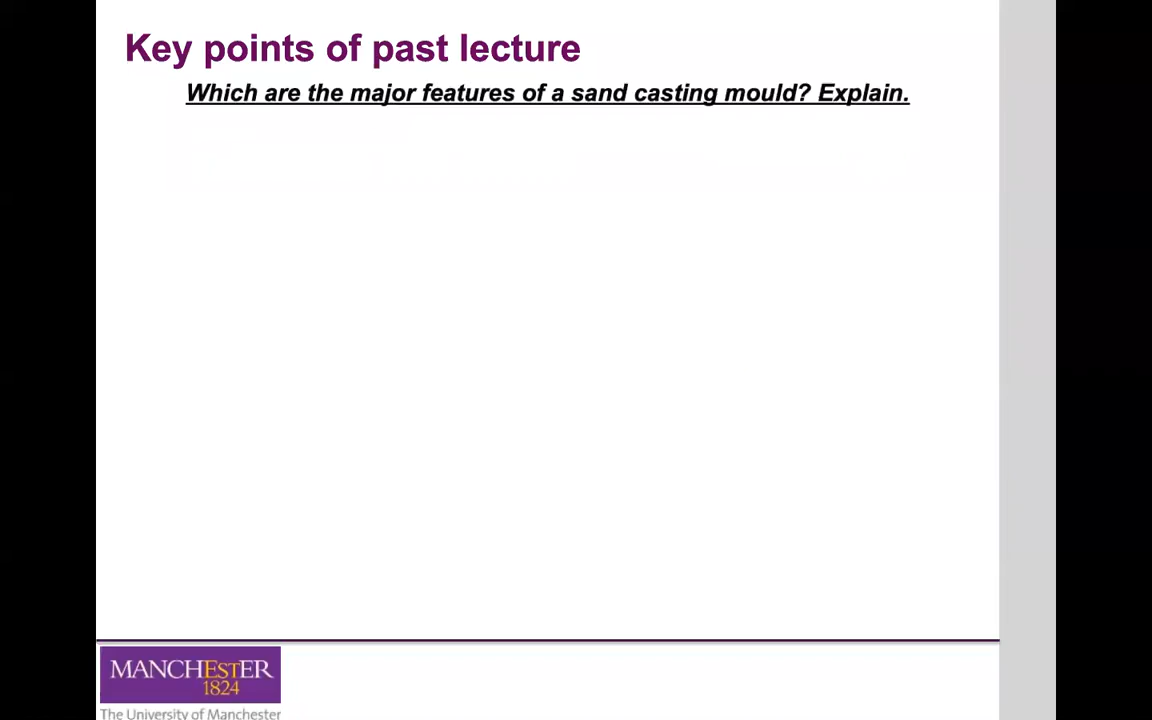 Key points of past lecture
Which are the major features of a sand casting mould? Explain.
MANCHESTER
1824
The University of Manchester